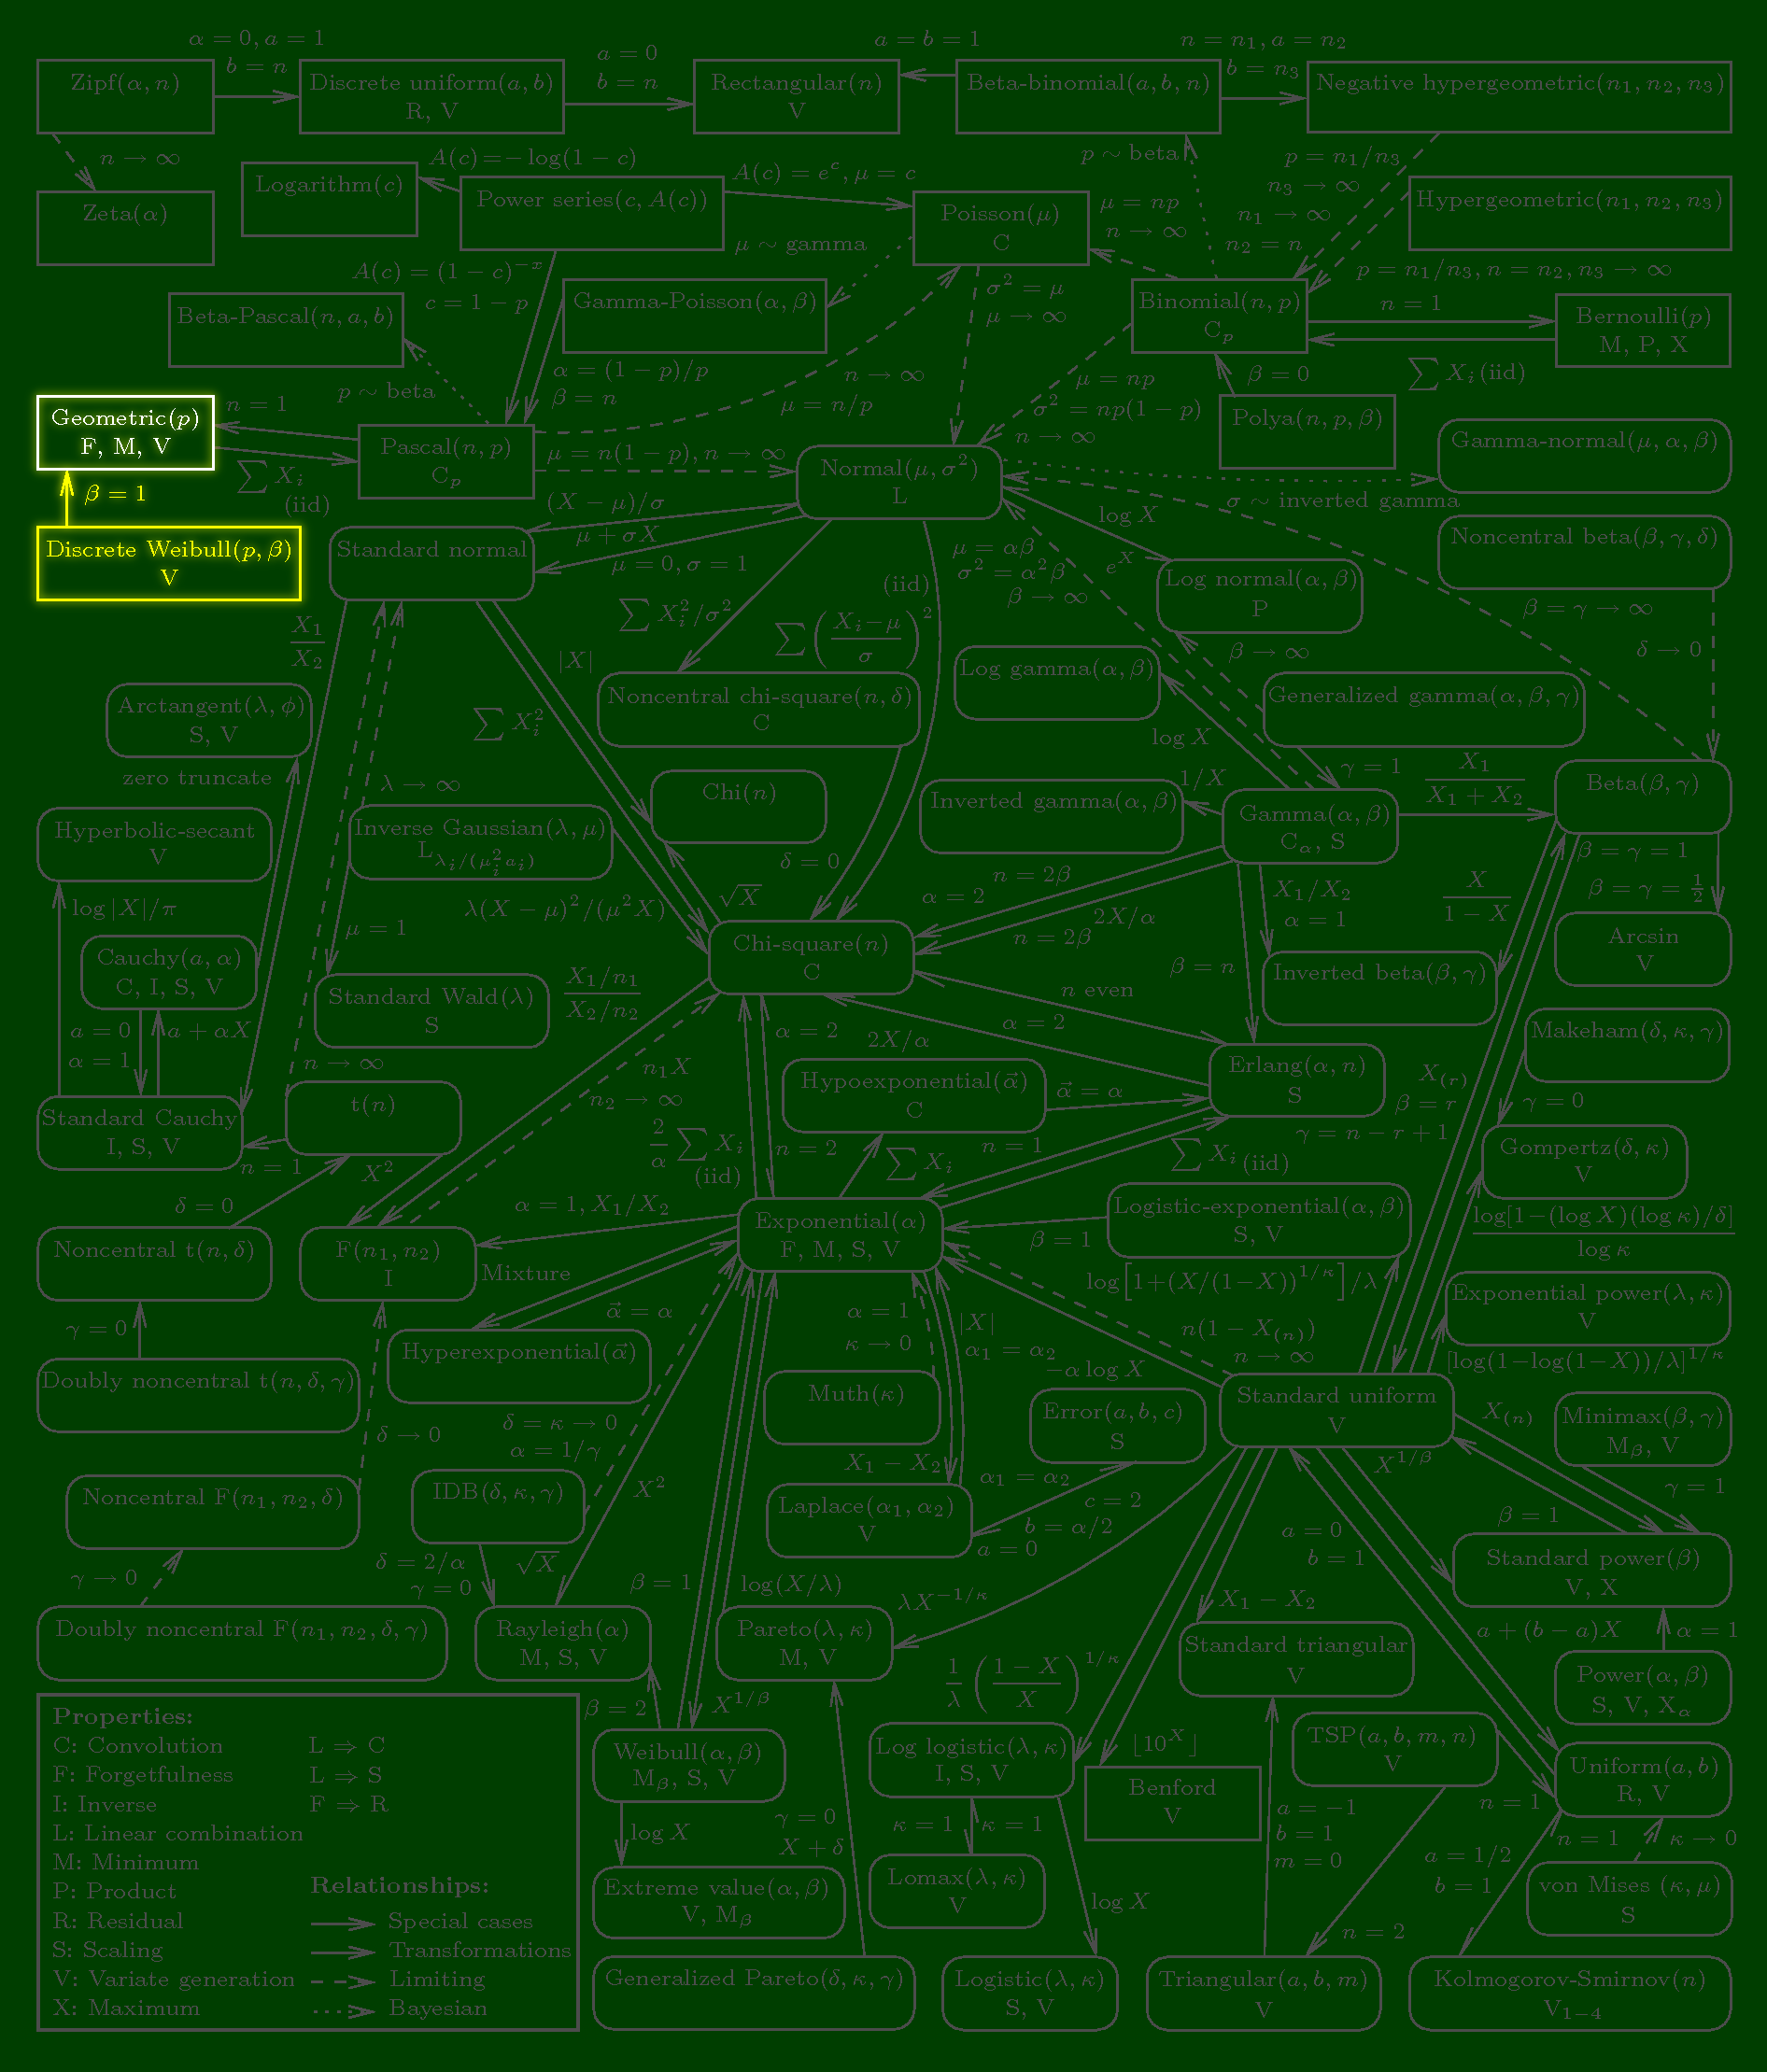 α = 0, a = 1
b = n
a = 0
b = n
a = b = 1
n = n₁, a = n₂
b = n₃
Zipf(α, n)
Discrete uniform(a, b)
R, V
Rectangular(n)
V
Beta-binomial(a, b, n)
Negative hypergeometric(n₁, n₂, n₃)
n → ∞
A(c) = − log(1 − c)
A(c) = eᶜ, µ = c
p ∼ beta
p = n₁/n₃
n₃ → ∞
n₁ → ∞
n₂ = n
Zeta(α)
Logarithm(c)
Power series(c, A(c))
Poisson(µ)
C
µ = np
n → ∞
Hypergeometric(n₁, n₂, n₃)
µ ∼ gamma
A(c) = (1 − c)⁻ˣ
c = 1 − p
σ² = µ
µ → ∞
p = n₁/n₃, n = n₂, n₃ → ∞
n = 1
Beta-Pascal(n, a, b)
Gamma-Poisson(α, β)
Binomial(n, p)
Cₚ
Bernoulli(p)
M, P, X
∑ Xᵢ (iid)
β = 0
p ∼ beta
α = (1 − p)/p
β = n
n → ∞
µ = n/p
µ = np
σ² = np(1 − p)
n → ∞
Geometric(p)
F, M, V
n = 1
∑ Xᵢ
(iid)
Pascal(n, p)
Cₚ
µ = n(1 − p), n → ∞
Normal(µ, σ²)
L
Polya(n, p, β)
Gamma-normal(µ, α, β)
σ ∼ inverted gamma
β = 1
Discrete Weibull(p, β)
V
Standard normal
(X − µ)/σ
µ + σX
µ = 0, σ = 1
(iid)
µ = αβ
σ² = α²β
β → ∞
log X
eˣ
Log normal(α, β)
P
Noncentral beta(β, γ, δ)
β = γ → ∞
δ → 0
X₁
X₂
|X|
∑ Xᵢ²/σ²
∑ ((Xᵢ−µ)/σ)²
β → ∞
Log gamma(α, β)
Generalized gamma(α, β, γ)
Arctangent(λ, ϕ)
S, V
∑ Xᵢ²
Noncentral chi-square(n, δ)
C
log X
zero truncate
λ → ∞
Chi(n)
Inverted gamma(α, β)
1/X
γ = 1
Gamma(α, β)
C_α, S
X₁
X₁ + X₂
Beta(β, γ)
Hyperbolic-secant
V
Inverse Gaussian(λ, µ)
L_{λᵢ/(µᵢ²aᵢ)}
δ = 0
β = γ = 1
β = γ = ½
log |X|/π
λ(X − µ)²/(µ²X)
√X
α = 2
n = 2β
2X/α
n = 2β
X₁/X₂
α = 1
X
1 − X
Arcsin
V
Cauchy(a, α)
C, I, S, V
µ = 1
Standard Wald(λ)
S
X₁/n₁
X₂/n₂
Chi-square(n)
C
β = n
Inverted beta(β, γ)
n even
a = 0
α = 1
a + αX
n → ∞
n₁X
n₂ → ∞
α = 2
2X/α
α = 2
Makeham(δ, κ, γ)
γ = 0
Hypoexponential(α⃗)
C
α⃗ = α
Erlang(α, n)
S
X₍ᵣ₎
β = r
γ = n − r + 1
Standard Cauchy
I, S, V
t(n)
n = 1
X²
2
α ∑ Xᵢ
(iid)
n = 2
∑ Xᵢ
n = 1
∑ Xᵢ (iid)
Gompertz(δ, κ)
V
δ = 0
α = 1, X₁/X₂
Noncentral t(n, δ)
F(n₁, n₂)
I
Mixture
Exponential(α)
F, M, S, V
β = 1
Logistic-exponential(α, β)
S, V
log[1−(log X)(log κ)/δ]
log κ
log[1+(X/(1−X))^{1/κ}]/λ
Exponential power(λ, κ)
V
γ = 0
Hyperexponential(α⃗)
α⃗ = α
α = 1
κ → 0
|X|
α₁ = α₂
n(1 − X₍ₙ₎)
n → ∞
[log(1−log(1−X))/λ]^{1/κ}
Doubly noncentral t(n, δ, γ)
Muth(κ)
−α log X
Standard uniform
V
X₍ₙ₎
Minimax(β, γ)
M_β, V
δ → 0
δ = κ → 0
α = 1/γ
Error(a, b, c)
S
X₁ − X₂
α₁ = α₂
c = 2
b = α/2
a = 0
X^{1/β}
γ = 1
β = 1
Noncentral F(n₁, n₂, δ)
IDB(δ, κ, γ)
X²
Laplace(α₁, α₂)
V
a = 0
b = 1
Standard power(β)
V, X
γ → 0
δ = 2/α
γ = 0
√X
β = 1
log(X/λ)
λX^{−1/κ}
X₁ − X₂
a + (b − a)X
α = 1
Doubly noncentral F(n₁, n₂, δ, γ)
Rayleigh(α)
M, S, V
Pareto(λ, κ)
M, V
Standard triangular
V
Power(α, β)
S, V, X_α
β = 2
X^{1/β}
1/λ ((1 − X)/X)^{1/κ}
⌊10ˣ⌋
Weibull(α, β)
M_β, S, V
Log logistic(λ, κ)
I, S, V
Benford
V
TSP(a, b, m, n)
V
Uniform(a, b)
R, V
log X
γ = 0
X + δ
κ = 1
κ = 1
a = −1
b = 1
m = 0
n = 1
n = 1
κ → 0
a = 1/2
b = 1
Extreme value(α, β)
V, M_β
Lomax(λ, κ)
V
log X
n = 2
von Mises (κ, µ)
S
Generalized Pareto(δ, κ, γ)
Logistic(λ, κ)
S, V
Triangular(a, b, m)
V
Kolmogorov-Smirnov(n)
V₁₋₄
Properties:
C: Convolution L ⇒ C
F: Forgetfulness L ⇒ S
I: Inverse F ⇒ R
L: Linear combination
M: Minimum
P: Product
R: Residual
S: Scaling
V: Variate generation
X: Maximum
Relationships:
Special cases
Transformations
Limiting
Bayesian